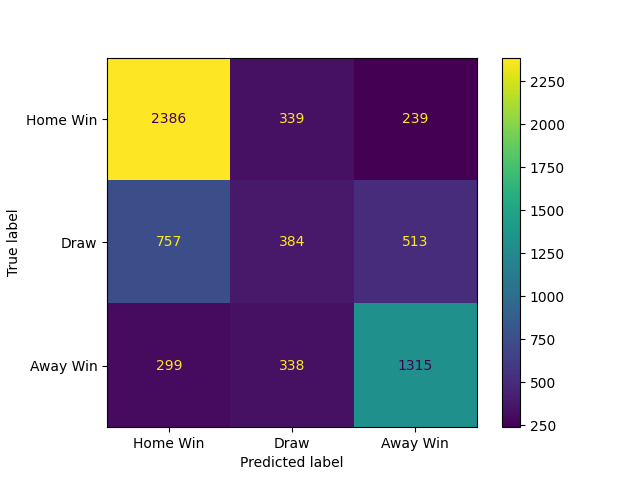 Home Win 2386 339 239
Draw 757 384 513
Away Win 299 338 1315
Home Win Draw Away Win
Predicted label
True label
2250
2000
1750
1500
1250
1000
750
500
250